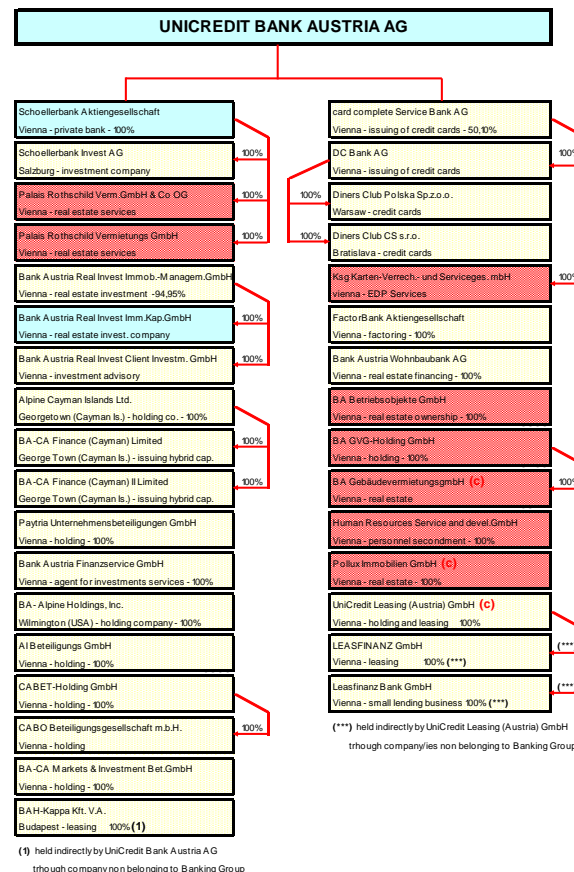 UNICREDIT BANK AUSTRIA AG
Schoellerbank Aktiengesellschaft
Vienna - private bank - 100%
Schoellerbank Invest AG
Salzburg - investment company
100%
Palais Rothschild Verm.GmbH & Co OG
Vienna - real estate services
100%
Palais Rothschild Vermietungs GmbH
Vienna - real estate services
100%
Bank Austria Real Invest Immob.-Managem.GmbH
Vienna - real estate investment -94,95%
Bank Austria Real Invest Imm.Kap.GmbH
Vienna - real estate invest. company
100%
Bank Austria Real Invest Client Investm. GmbH
Vienna - investment advisory
100%
Alpine Cayman Islands Ltd.
Georgetown (Cayman Is.) - holding co. - 100%
BA-CA Finance (Cayman) Limited
George Town (Cayman Is.) - issuing hybrid cap.
100%
BA-CA Finance (Cayman) II Limited
George Town (Cayman Is.) - issuing hybrid cap.
100%
Paytria Unternehmensbeteiligungen GmbH
Vienna - holding - 100%
Bank Austria Finanzservice GmbH
Vienna - agent for investments services - 100%
BA- Alpine Holdings, Inc.
Wilmington (USA) - holding company - 100%
AI Beteiligungs GmbH
Vienna - holding - 100%
CABET-Holding GmbH
Vienna - holding - 100%
CABO Beteiligungsgesellschaft m.b.H.
Vienna - holding
100%
BA-CA Markets & Investment Bet.GmbH
Vienna - holding - 100%
BAH-Kappa Kft. V.A.
Budapest - leasing 100% (1)
(1) held indirectly by UniCredit Bank Austria AG
trhough company non belonging to Banking Group
card complete Service Bank AG
Vienna - issuing of credit cards - 50,10%
DC Bank AG
Vienna - issuing of credit cards
100%
100%
Diners Club Polska Sp.z.o.o.
Warsaw - credit cards
100%
Diners Club CS s.r.o.
Bratislava - credit cards
Ksg Karten-Verrech.- und Serviceges. mbH
vienna - EDP Services
100%
FactorBank Aktiengesellschaft
Vienna - factoring - 100%
Bank Austria Wohnbaubank AG
Vienna - real estate financing - 100%
BA Betriebsobjekte GmbH
Vienna - real estate ownership - 100%
BA GVG-Holding GmbH
Vienna - holding - 100%
BA GebäudevermietungsgmbH (c)
Vienna - real estate
100%
Human Resources Service and devel.GmbH
Vienna - personnel secondment - 100%
Pollux Immobilien GmbH (c)
Vienna - real estate - 100%
UniCredit Leasing (Austria) GmbH (c)
Vienna - holding and leasing 100%
LEASFINANZ GmbH
Vienna - leasing 100% (***)
(***)
Leasfinanz Bank GmbH
Vienna - small lending business 100% (***)
(***)
(***) held indirectly by UniCredit Leasing (Austria) GmbH
trhough company/ies non belonging to Banking Group